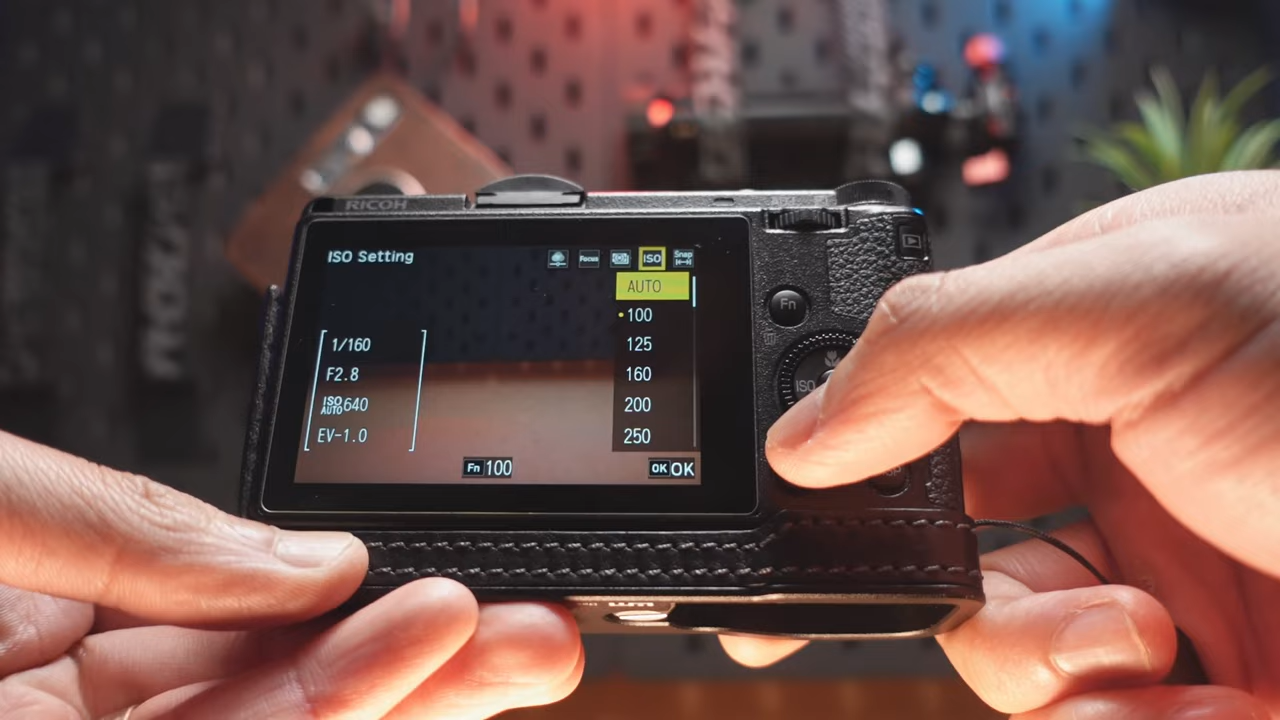 RICOH
ISO Setting
Focus
ISO
Snap
AUTO
100
125
160
200
250
1/160
F2.8
ISO AUTO 640
EV-1.0
Fn 100
OK OK
Fn
ISO